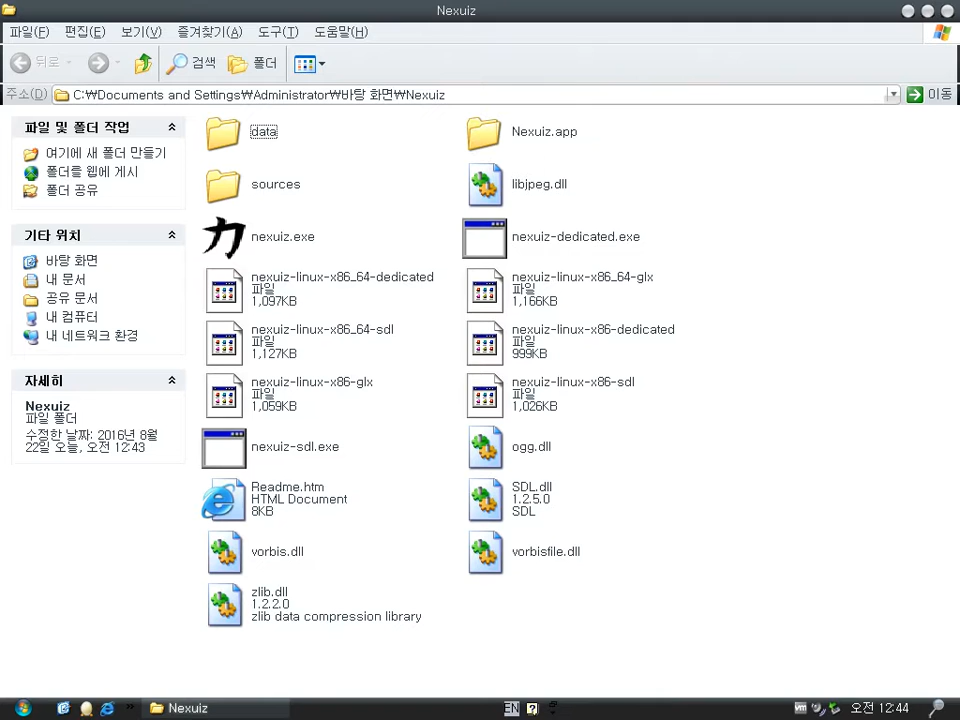 Nexuiz
파일(F) 편집(E) 보기(V) 즐겨찾기(A) 도구(T) 도움말(H)
뒤로 검색 폴더
주소(D) C:₩Documents and Settings₩Administrator₩바탕 화면₩Nexuiz 이동
파일 및 폴더 작업
여기에 새 폴더 만들기
폴더를 웹에 게시
폴더 공유
기타 위치
바탕 화면
내 문서
공유 문서
내 컴퓨터
내 네트워크 환경
자세히
Nexuiz
파일 폴더
수정한 날짜: 2016년 8월
22일 오늘, 오전 12:43
data
Nexuiz.app
sources
libjpeg.dll
力
nexuiz.exe
nexuiz-dedicated.exe
nexuiz-linux-x86_64-dedicated
파일
1,097KB
nexuiz-linux-x86_64-glx
파일
1,166KB
nexuiz-linux-x86_64-sdl
파일
1,127KB
nexuiz-linux-x86-dedicated
파일
999KB
nexuiz-linux-x86-glx
파일
1,059KB
nexuiz-linux-x86-sdl
파일
1,026KB
nexuiz-sdl.exe
ogg.dll
Readme.htm
HTML Document
8KB
SDL.dll
1.2.5.0
SDL
vorbis.dll
vorbisfile.dll
zlib.dll
1.2.2.0
zlib data compression library
Nexuiz EN 오전 12:44